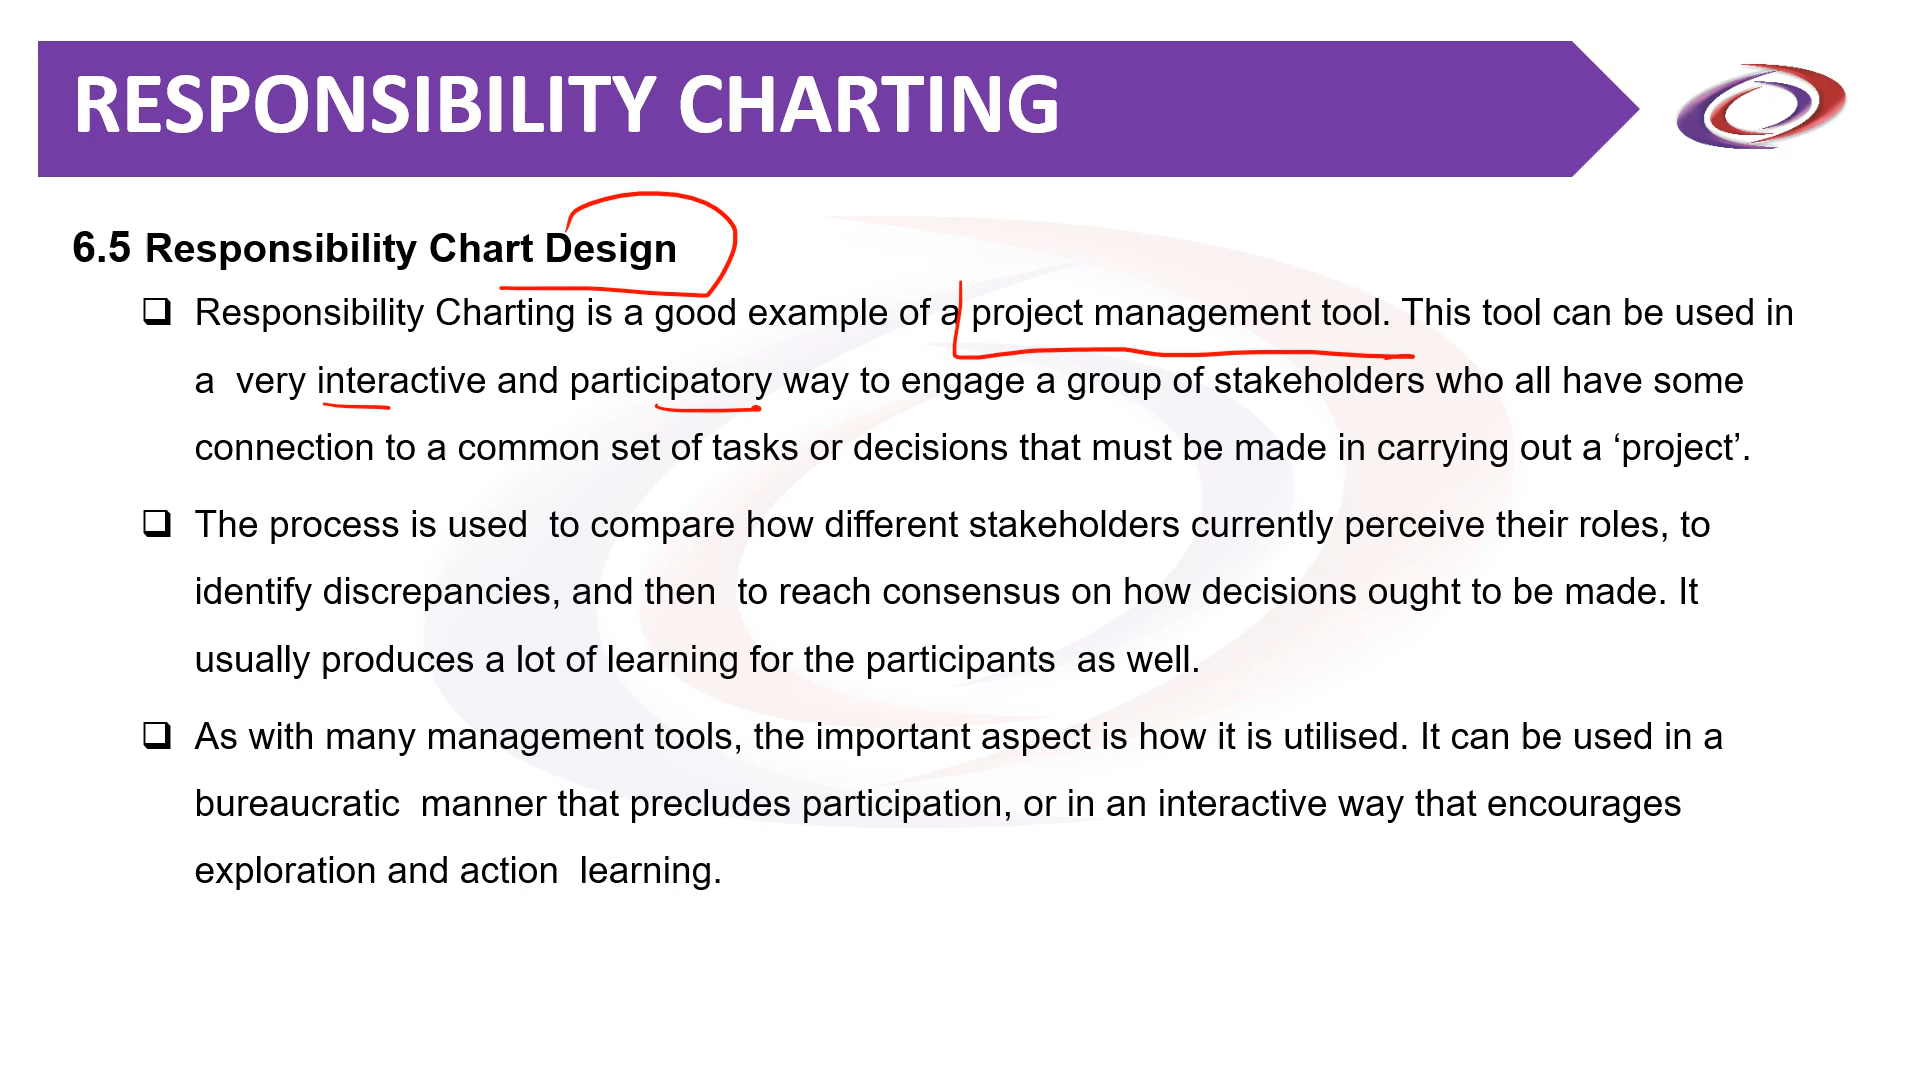 RESPONSIBILITY CHARTING
6.5 Responsibility Chart Design
Responsibility Charting is a good example of a project management tool. This tool can be used in
a very interactive and participatory way to engage a group of stakeholders who all have some
connection to a common set of tasks or decisions that must be made in carrying out a ‘project’.
The process is used to compare how different stakeholders currently perceive their roles, to
identify discrepancies, and then to reach consensus on how decisions ought to be made. It
usually produces a lot of learning for the participants as well.
As with many management tools, the important aspect is how it is utilised. It can be used in a
bureaucratic manner that precludes participation, or in an interactive way that encourages
exploration and action learning.